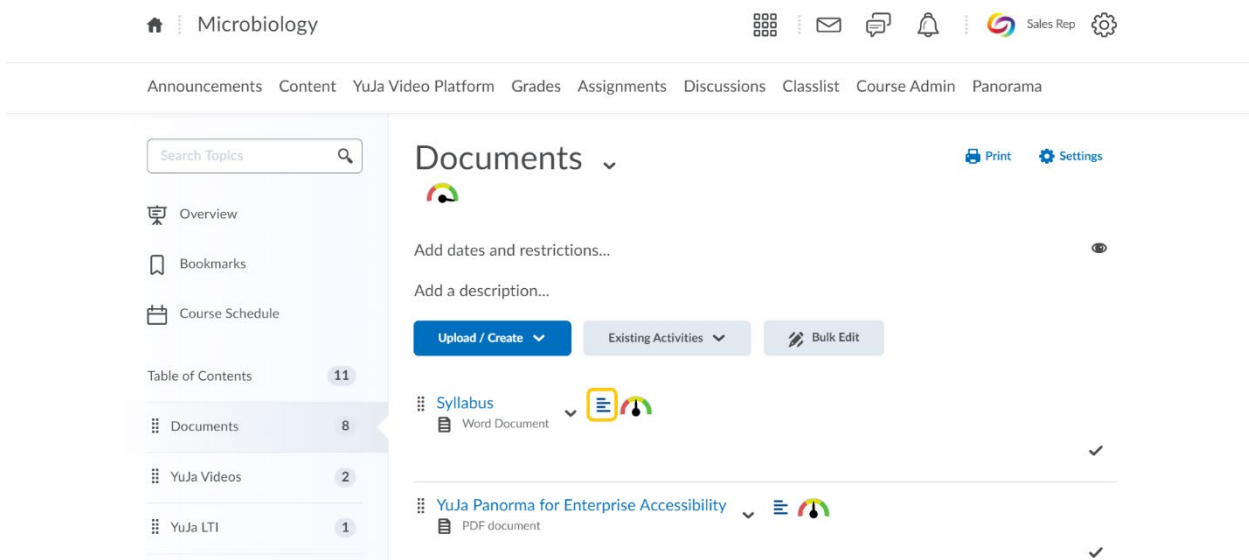 Microbiology
Sales Rep
Announcements Content YuJa Video Platform Grades Assignments Discussions Classlist Course Admin Panorama
Search Topics
Overview
Bookmarks
Course Schedule
Table of Contents 11
Documents 8
YuJa Videos 2
YuJa LTI 1
Documents
Print Settings
Add dates and restrictions...
Add a description...
Upload / Create Existing Activities Bulk Edit
Syllabus
Word Document
YuJa Panorma for Enterprise Accessibility
PDF document